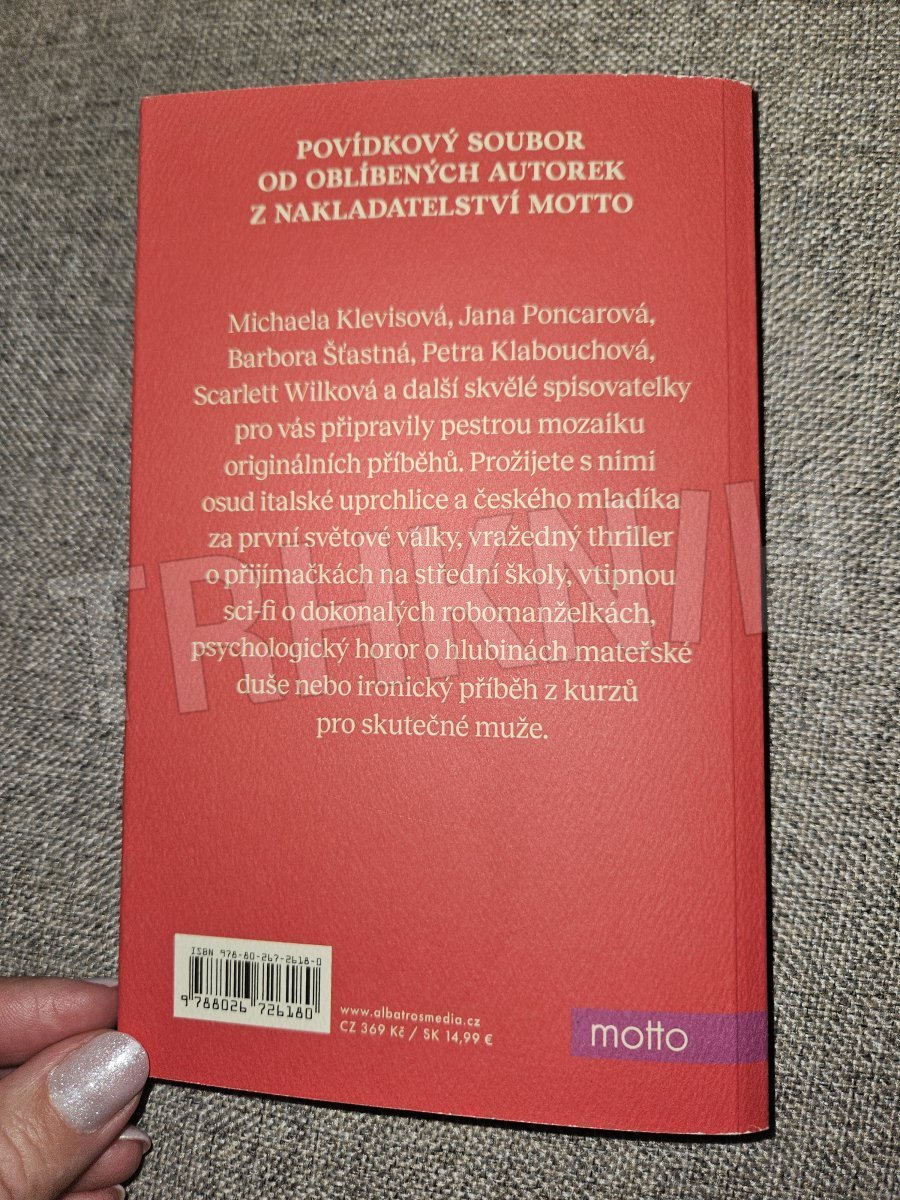 POVÍDKOVÝ SOUBOR
OD OBLÍBENÝCH AUTOREK
Z NAKLADATELSTVÍ MOTTO
Michaela Klevisová, Jana Poncarová,
Barbora Šťastná, Petra Klabouchová,
Scarlett Wilková a další skvělé spisovatelky
pro vás připravily pestrou mozaiku
originálních příběhů. Prožijete s nimi
osud italské uprchlice a českého mladíka
za první světové války, vražedný thriller
o přijímačkách na střední školy, vtipnou
sci-fi o dokonalých robomanželkách,
psychologický horor o hlubinách mateřské
duše nebo ironický příběh z kurzů
pro skutečné muže.
ISBN 978-80-267-2618-0
9 788026 726180
www.albatrosmedia.cz
CZ 369 Kč / SK 14,99 €
motto